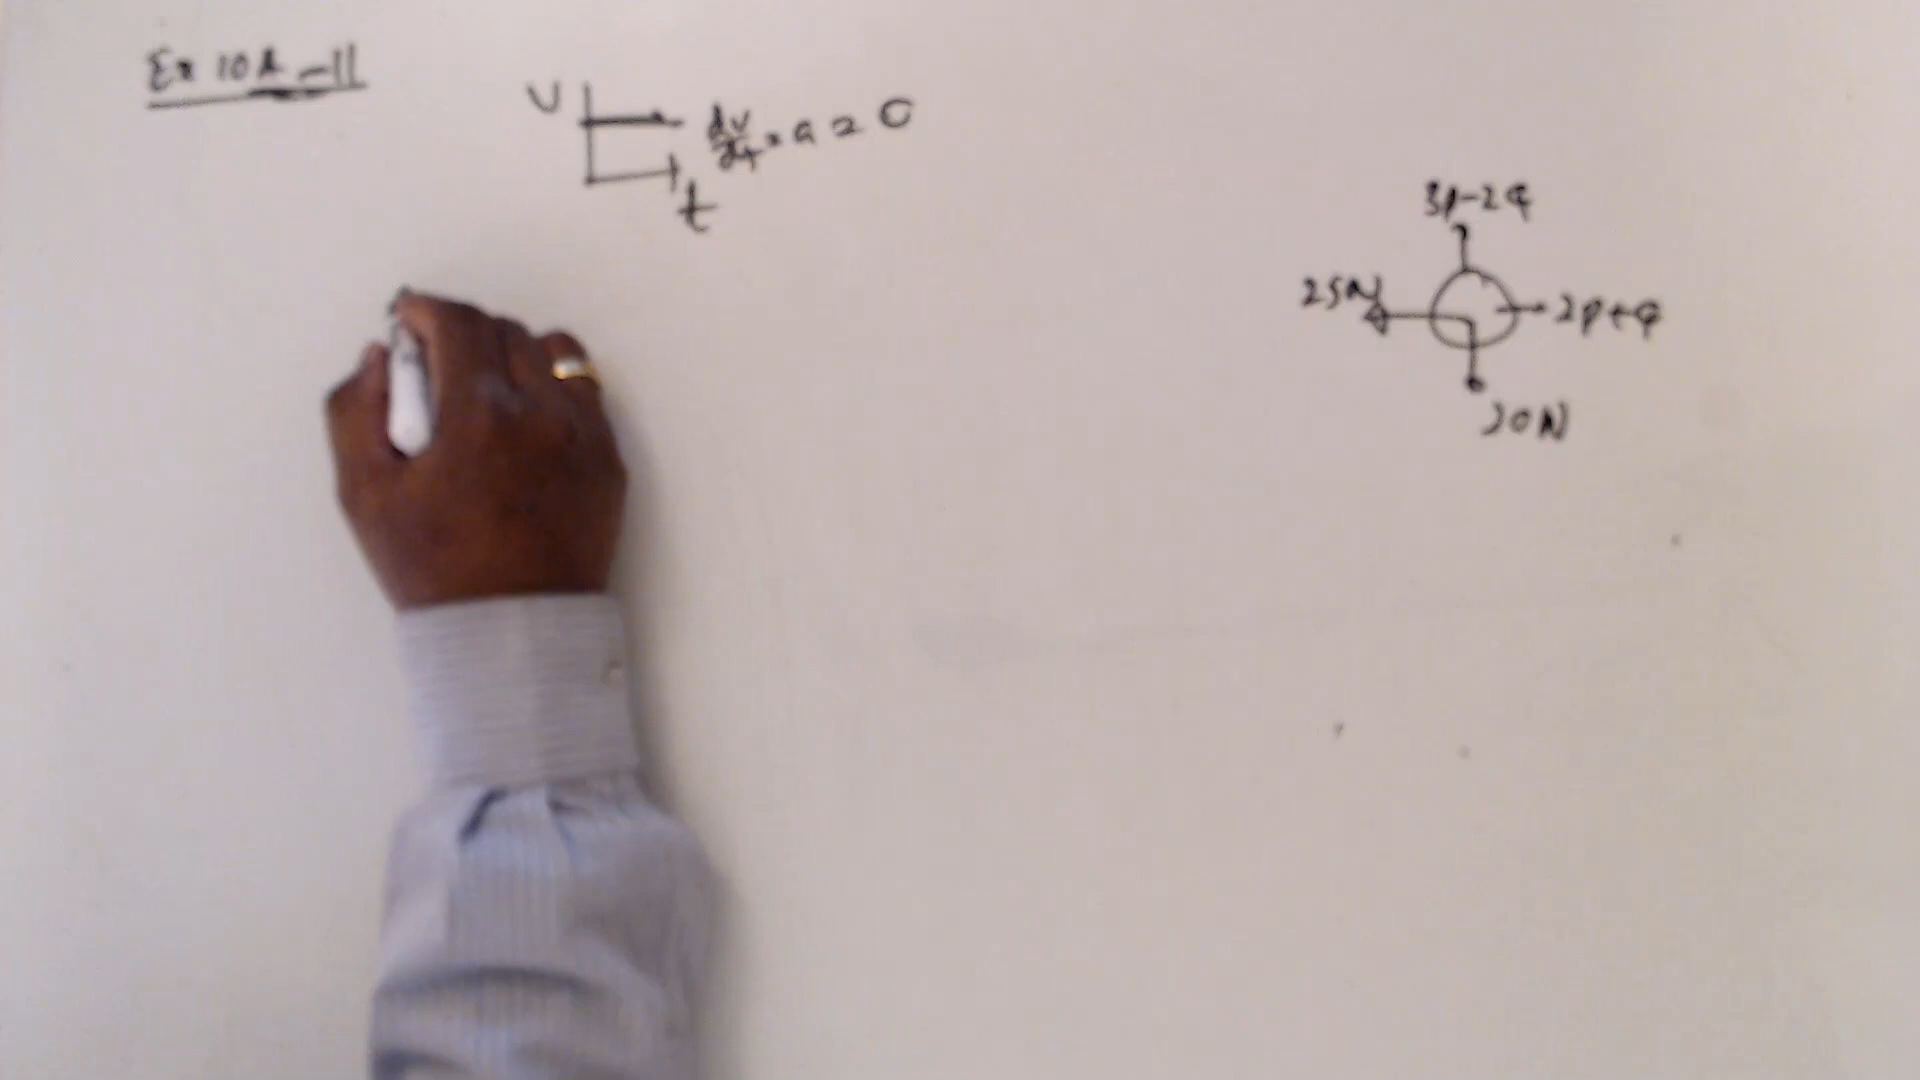 Ex 10A-11
v
dv/dt = a = 0
t
3p-2q
25N
2p+q
20N